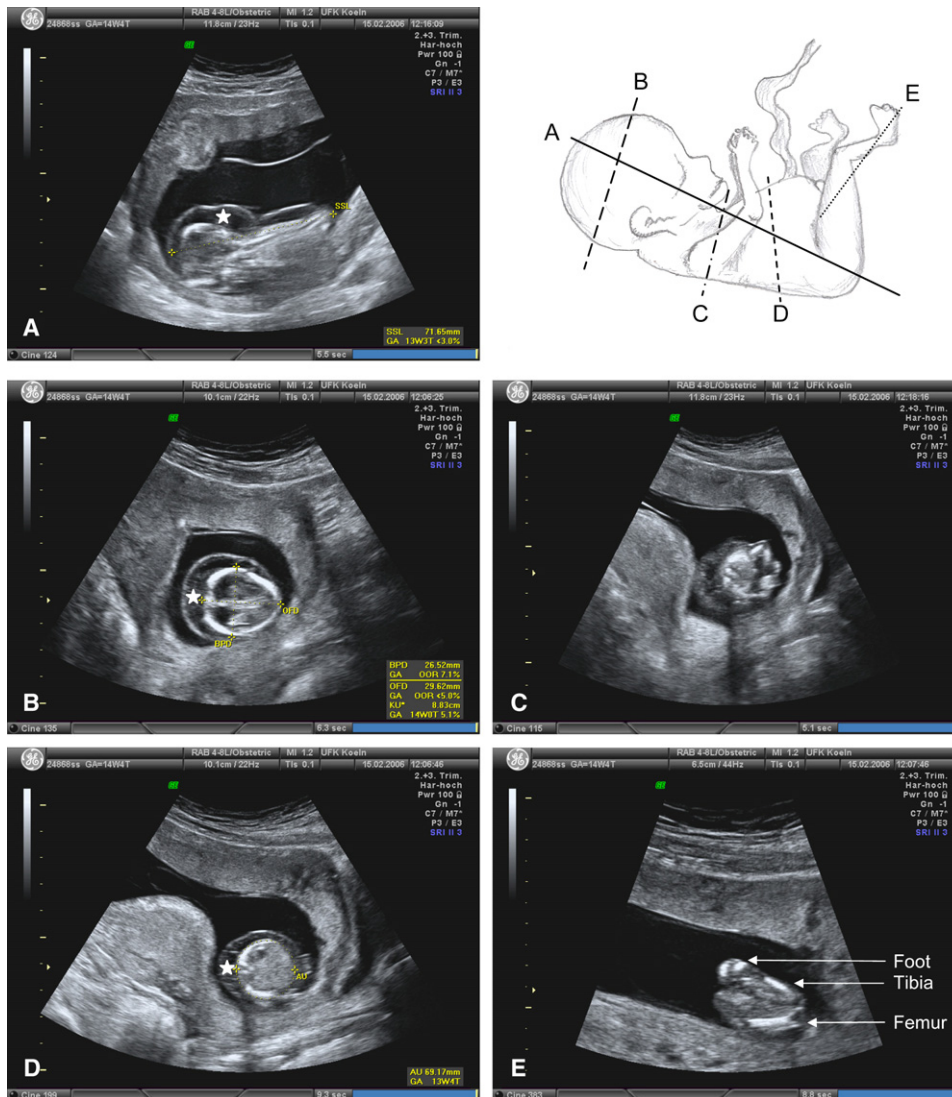 RAB 4-8L/Obstetric MI 1.2 UFK Koeln
24868ss GA=14W4T 11.8cm / 23Hz Tis 0.1 15.02.2006 12:16:09
2.+3. Trim.
Har-hoch
Pwr 100
Gn -1
C7 / M7*
P3 / E3
SRI II 3
SSL
SSL 71.65mm
GA 13W3T <3.0%
A
Cine 124 5.5 sec
A
B
C
D
E
RAB 4-8L/Obstetric MI 1.2 UFK Koeln
24868ss GA=14W4T 10.1cm / 22Hz Tis 0.1 15.02.2006 12:06:25
2.+3. Trim.
Har-hoch
Pwr 100
Gn -1
C7 / M7*
P3 / E3
SRI II 3
OFD
BPD
BPD 26.52mm
GA OOR 7.1%
OFD 29.62mm
GA OOR <5.0%
KU* 8.83cm
GA 14W0T 5.1%
B
Cine 135 6.3 sec
RAB 4-8L/Obstetric MI 1.2 UFK Koeln
24868ss GA=14W4T 11.8cm / 23Hz Tis 0.1 15.02.2006 12:18:16
2.+3. Trim.
Har-hoch
Pwr 100
Gn -1
C7 / M7*
P3 / E3
SRI II 3
C
Cine 115 5.1 sec
RAB 4-8L/Obstetric MI 1.2 UFK Koeln
24868ss GA=14W4T 10.1cm / 22Hz Tis 0.1 15.02.2006 12:06:46
2.+3. Trim.
Har-hoch
Pwr 100
Gn -1
C7 / M7*
P3 / E3
SRI II 3
AU
AU 69.17mm
GA 13W4T
D
Cine 199 9.3 sec
RAB 4-8L/Obstetric MI 1.2 UFK Koeln
24868ss GA=14W4T 6.5cm / 44Hz Tis 0.1 15.02.2006 12:07:46
2.+3. Trim.
Har-hoch
Pwr 100
Gn -1
C7 / M7*
P3 / E3
SRI II 3
Foot
Tibia
Femur
E
Cine 383 8.8 sec